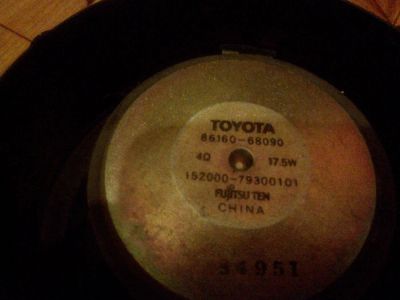 TOYOTA
86160-68090
4Ω 17.5W
152000-79300101
FUJITSU TEN
CHINA
34951